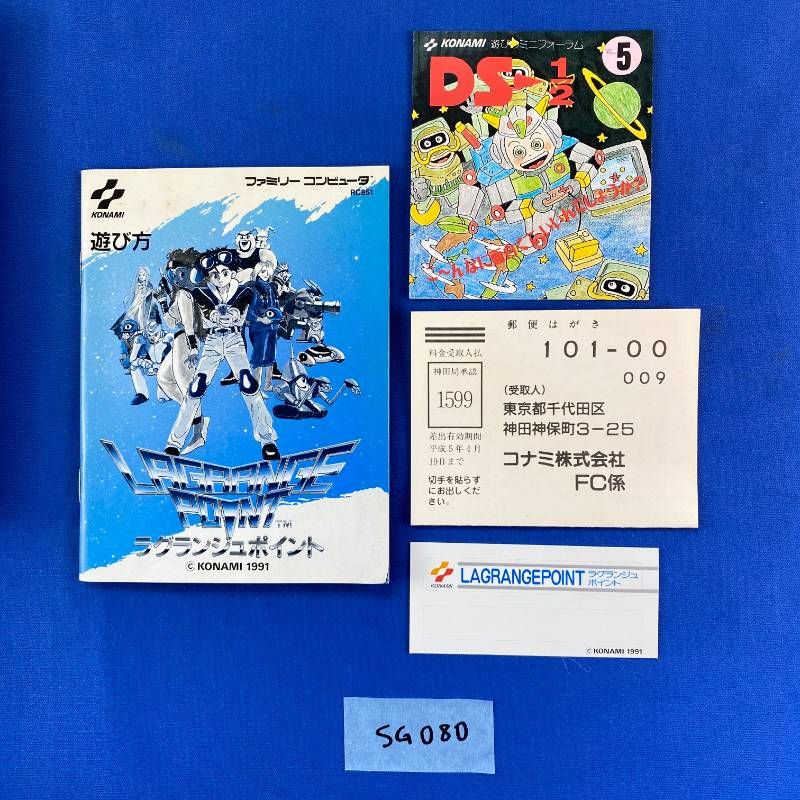 KONAMI
ファミリー コンピュータ™
RC851
遊び方
LAGRANGE
POINT™
ラグランジュポイント
© KONAMI 1991
KONAMI 遊び ミニフォーラム
5
DS-1/2
郵便はがき
料金受取人払
神田局承認
1599
差出有効期間
平成5年4月
19日まで
切手を貼らず
にお出しくだ
さい。
101-00
009
(受取人)
東京都千代田区
神田神保町3-25
コナミ株式会社
FC係
KONAMI
LAGRANGEPOINT ラグランジュ
ポイント
© KONAMI 1991
SG080